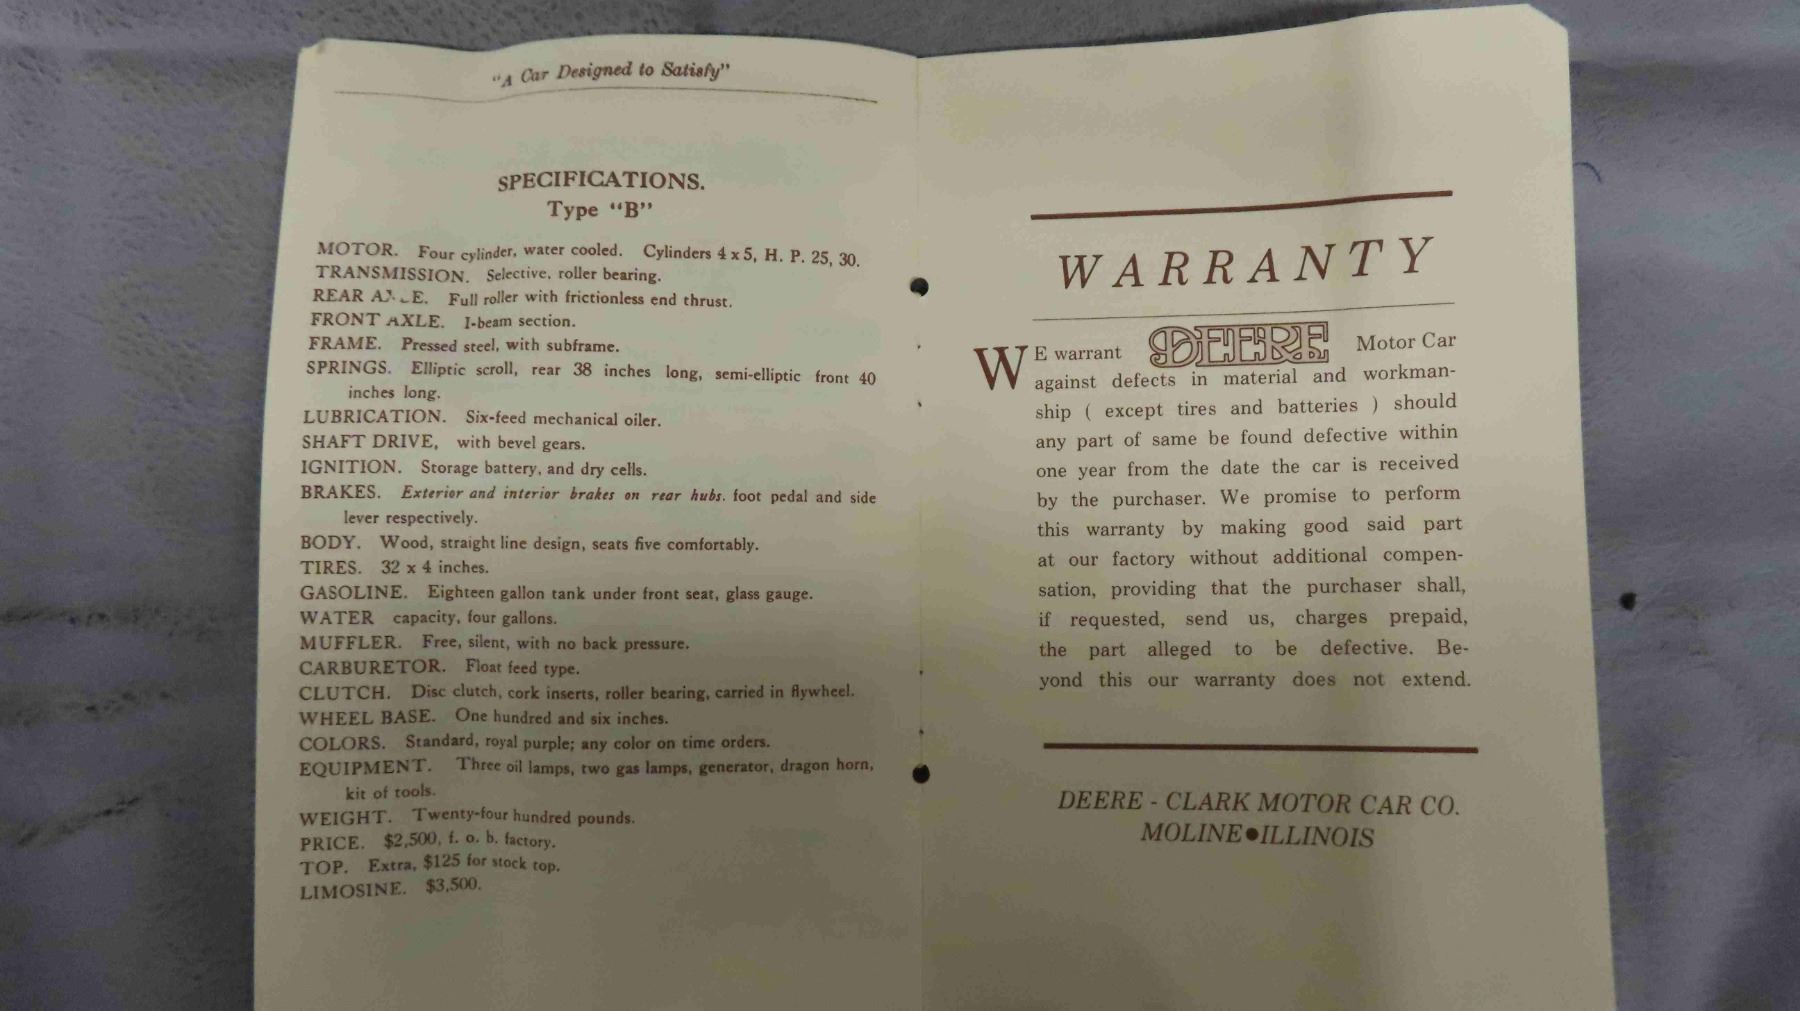 "A Car Designed to Satisfy"
SPECIFICATIONS.
Type "B"
MOTOR. Four cylinder, water cooled. Cylinders 4 x 5, H. P. 25, 30.
TRANSMISSION. Selective, roller bearing.
REAR AXLE. Full roller with frictionless end thrust.
FRONT AXLE. I-beam section.
FRAME. Pressed steel, with subframe.
SPRINGS. Elliptic scroll, rear 38 inches long, semi-elliptic front 40
inches long.
LUBRICATION. Six-feed mechanical oiler.
SHAFT DRIVE, with bevel gears.
IGNITION. Storage battery, and dry cells.
BRAKES. Exterior and interior brakes on rear hubs. foot pedal and side
lever respectively.
BODY. Wood, straight line design, seats five comfortably.
TIRES. 32 x 4 inches.
GASOLINE. Eighteen gallon tank under front seat, glass gauge.
WATER capacity, four gallons.
MUFFLER. Free, silent, with no back pressure.
CARBURETOR. Float feed type.
CLUTCH. Disc clutch, cork inserts, roller bearing, carried in flywheel.
WHEEL BASE. One hundred and six inches.
COLORS. Standard, royal purple; any color on time orders.
EQUIPMENT. Three oil lamps, two gas lamps, generator, dragon horn,
kit of tools.
WEIGHT. Twenty-four hundred pounds.
PRICE. $2,500, f. o. b. factory.
TOP. Extra, $125 for stock top.
LIMOSINE. $3,500.
WARRANTY
WE warrant DEERE Motor Car
against defects in material and workman-
ship ( except tires and batteries ) should
any part of same be found defective within
one year from the date the car is received
by the purchaser. We promise to perform
this warranty by making good said part
at our factory without additional compen-
sation, providing that the purchaser shall,
if requested, send us, charges prepaid,
the part alleged to be defective. Be-
yond this our warranty does not extend.
DEERE - CLARK MOTOR CAR CO.
MOLINE●ILLINOIS